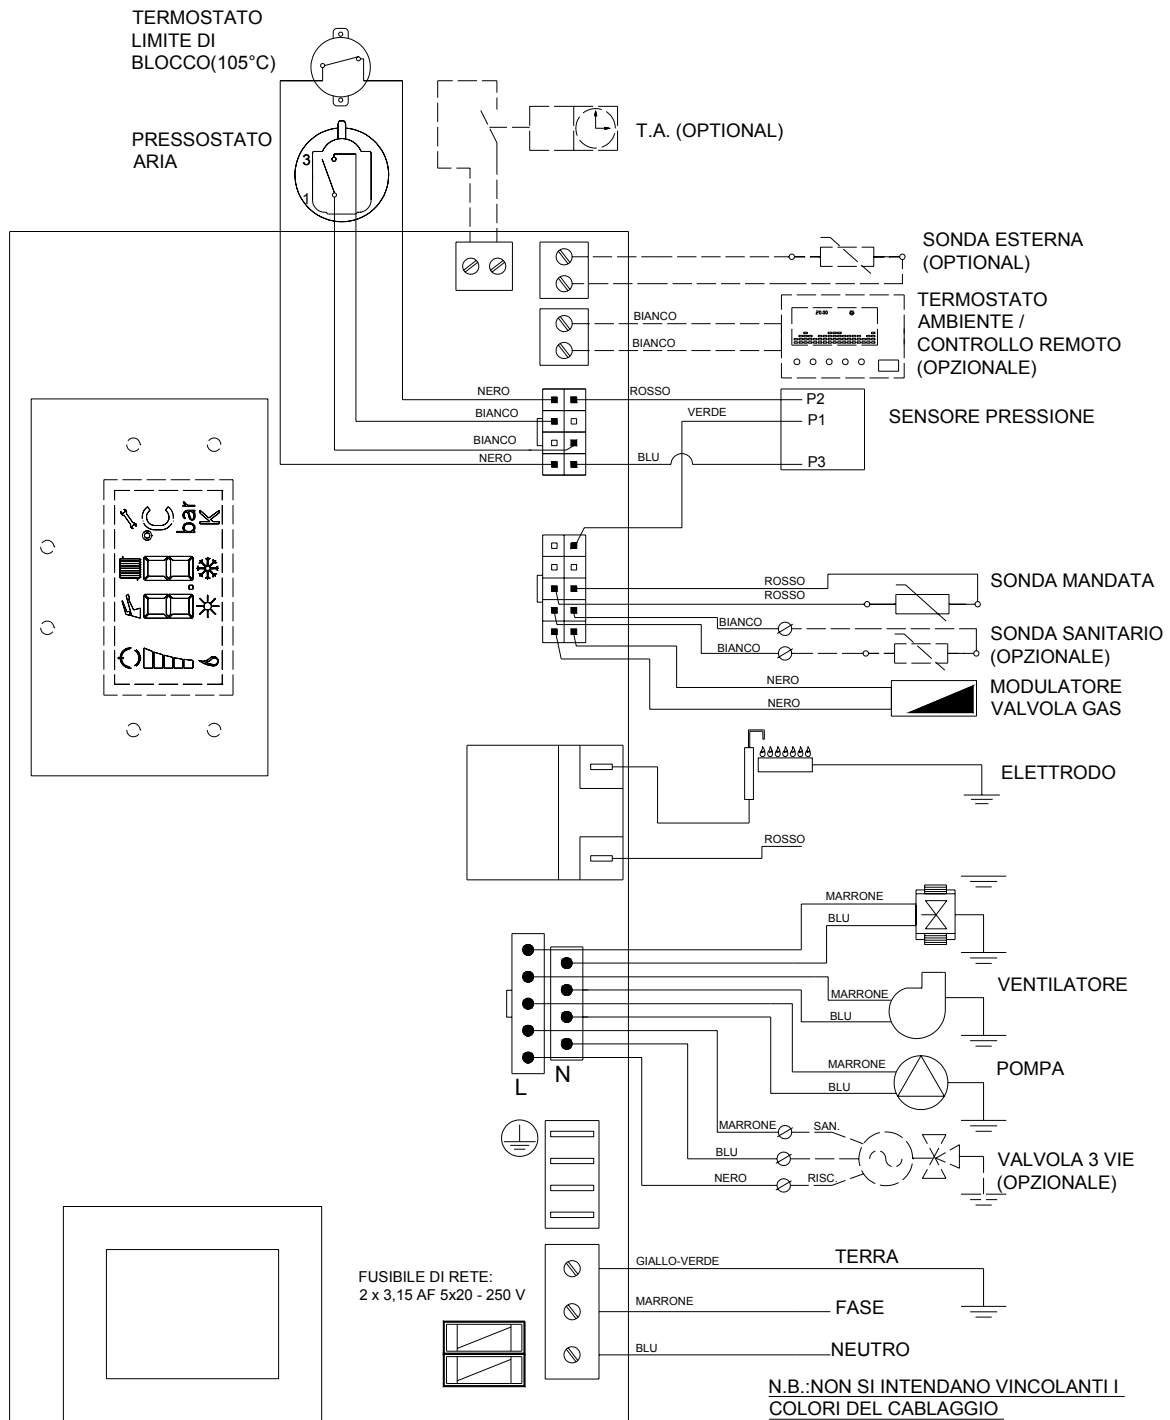 TERMOSTATO
LIMITE DI
BLOCCO(105°C)
PRESSOSTATO
ARIA
3
1
T.A. (OPTIONAL)
SONDA ESTERNA
(OPTIONAL)
TERMOSTATO
AMBIENTE /
CONTROLLO REMOTO
(OPZIONALE)
20:00
BIANCO
BIANCO
NERO
BIANCO
BIANCO
NERO
ROSSO
VERDE
BLU
P2
P1
P3
SENSORE PRESSIONE
°C
bar
K
ROSSO
ROSSO
SONDA MANDATA
BIANCO
BIANCO
SONDA SANITARIO
(OPZIONALE)
NERO
NERO
MODULATORE
VALVOLA GAS
ELETTRODO
ROSSO
MARRONE
BLU
MARRONE
BLU
VENTILATORE
MARRONE
BLU
POMPA
L
N
MARRONE
SAN.
BLU
NERO
RISC.
VALVOLA 3 VIE
(OPZIONALE)
FUSIBILE DI RETE:
2 x 3,15 AF 5x20 - 250 V
GIALLO-VERDE
TERRA
MARRONE
FASE
BLU
NEUTRO
N.B.:NON SI INTENDANO VINCOLANTI I
COLORI DEL CABLAGGIO